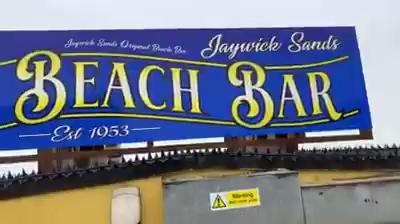 Jaywick Sands Original Beach Bar
Jaywick Sands
BEACH BAR
Est 1953
Warning